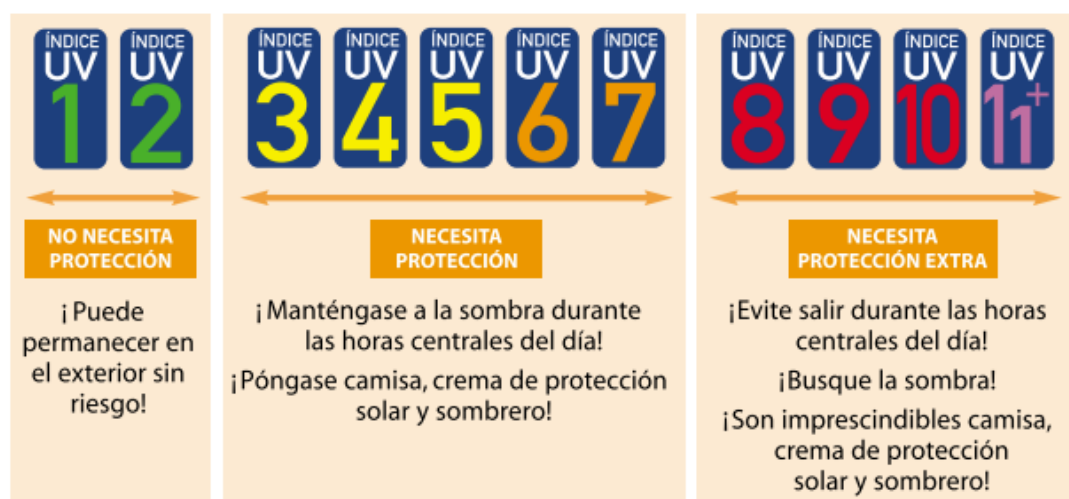 ÍNDICE
UV
1
ÍNDICE
UV
2
NO NECESITA
PROTECCIÓN
¡Puede
permanecer en
el exterior sin
riesgo!
ÍNDICE
UV
3
ÍNDICE
UV
4
ÍNDICE
UV
5
ÍNDICE
UV
6
ÍNDICE
UV
7
NECESITA
PROTECCIÓN
¡Manténgase a la sombra durante
las horas centrales del día!
¡Póngase camisa, crema de protección
solar y sombrero!
ÍNDICE
UV
8
ÍNDICE
UV
9
ÍNDICE
UV
10
ÍNDICE
UV
11+
NECESITA
PROTECCIÓN EXTRA
¡Evite salir durante las horas
centrales del día!
¡Busque la sombra!
¡Son imprescindibles camisa,
crema de protección
solar y sombrero!